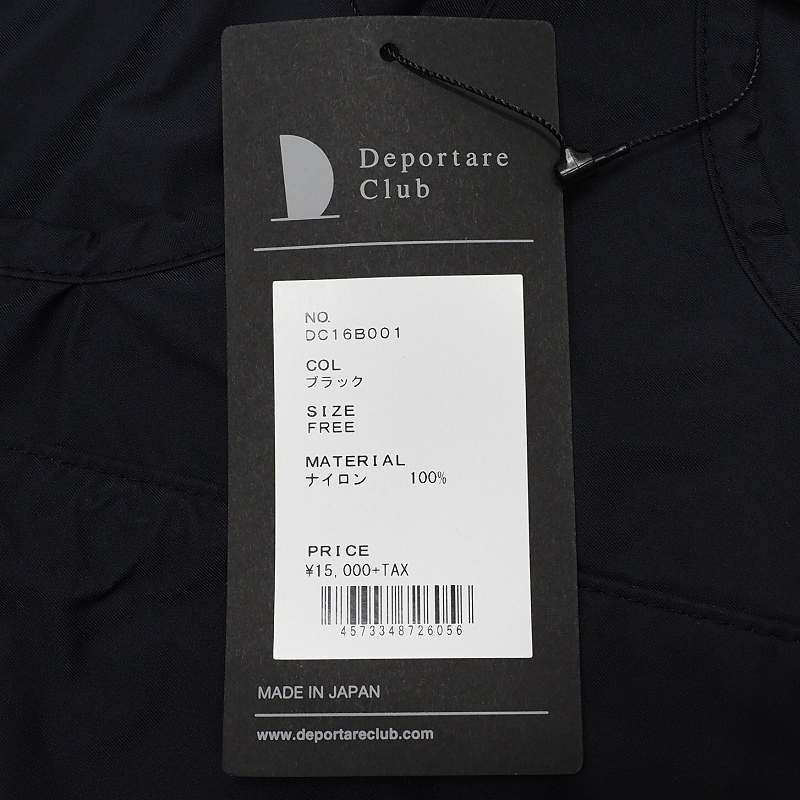 Deportare
Club
NO.
DC16B001
COL
ブラック
SIZE
FREE
MATERIAL
ナイロン 100%
PRICE
¥15,000+TAX
4573348726056
MADE IN JAPAN
www.deportareclub.com